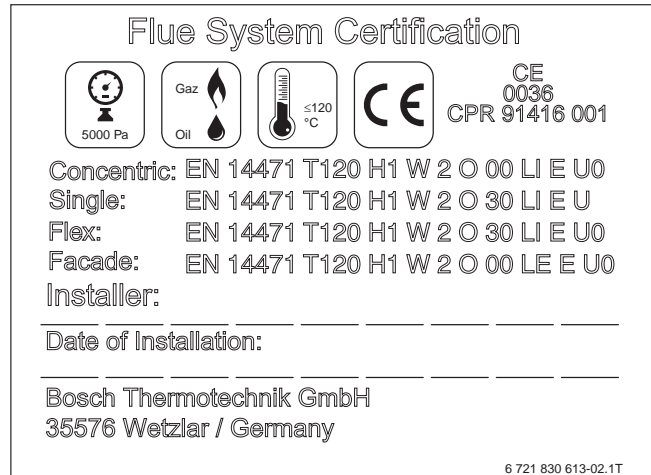 Flue System Certification
5000 Pa
Gaz
Oil
≤120
°C
CE
CE
0036
CPR 91416 001
Concentric: EN 14471 T120 H1 W 2 O 00 LI E U0
Single: EN 14471 T120 H1 W 2 O 30 LI E U
Flex: EN 14471 T120 H1 W 2 O 30 LI E U0
Facade: EN 14471 T120 H1 W 2 O 00 LE E U0
Installer:
Date of Installation:
Bosch Thermotechnik GmbH
35576 Wetzlar / Germany
6 721 830 613-02.1T